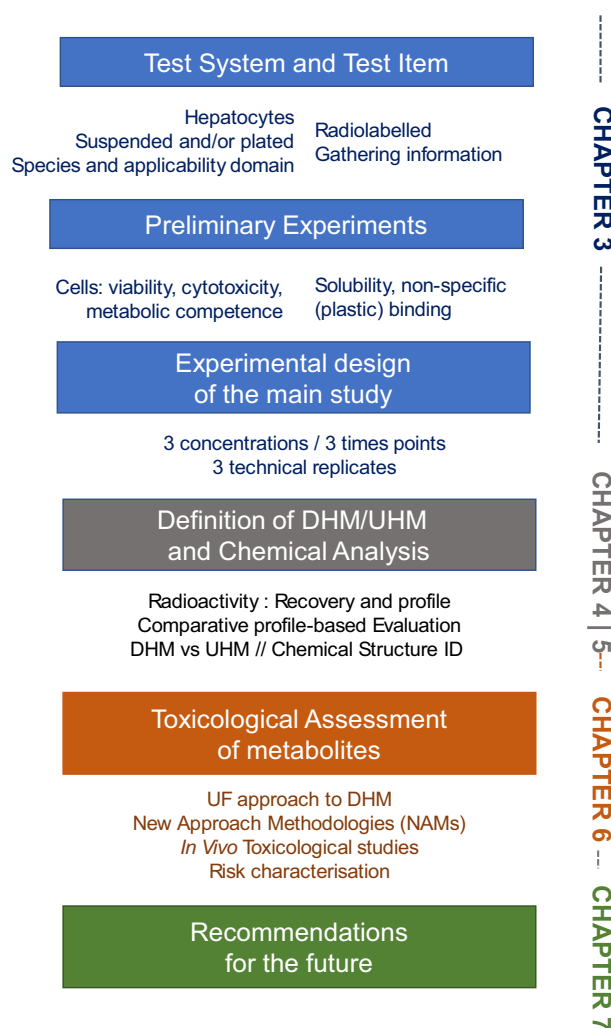 Test System and Test Item
Hepatocytes
Suspended and/or plated
Species and applicability domain
Radiolabelled
Gathering information
Preliminary Experiments
Cells: viability, cytotoxicity,
metabolic competence
Solubility, non-specific
(plastic) binding
Experimental design
of the main study
3 concentrations / 3 times points
3 technical replicates
CHAPTER 3
Definition of DHM/UHM
and Chemical Analysis
Radioactivity : Recovery and profile
Comparative profile-based Evaluation
DHM vs UHM // Chemical Structure ID
CHAPTER 4 | 5
Toxicological Assessment
of metabolites
UF approach to DHM
New Approach Methodologies (NAMs)
In Vivo Toxicological studies
Risk characterisation
CHAPTER 6
Recommendations
for the future
CHAPTER 7